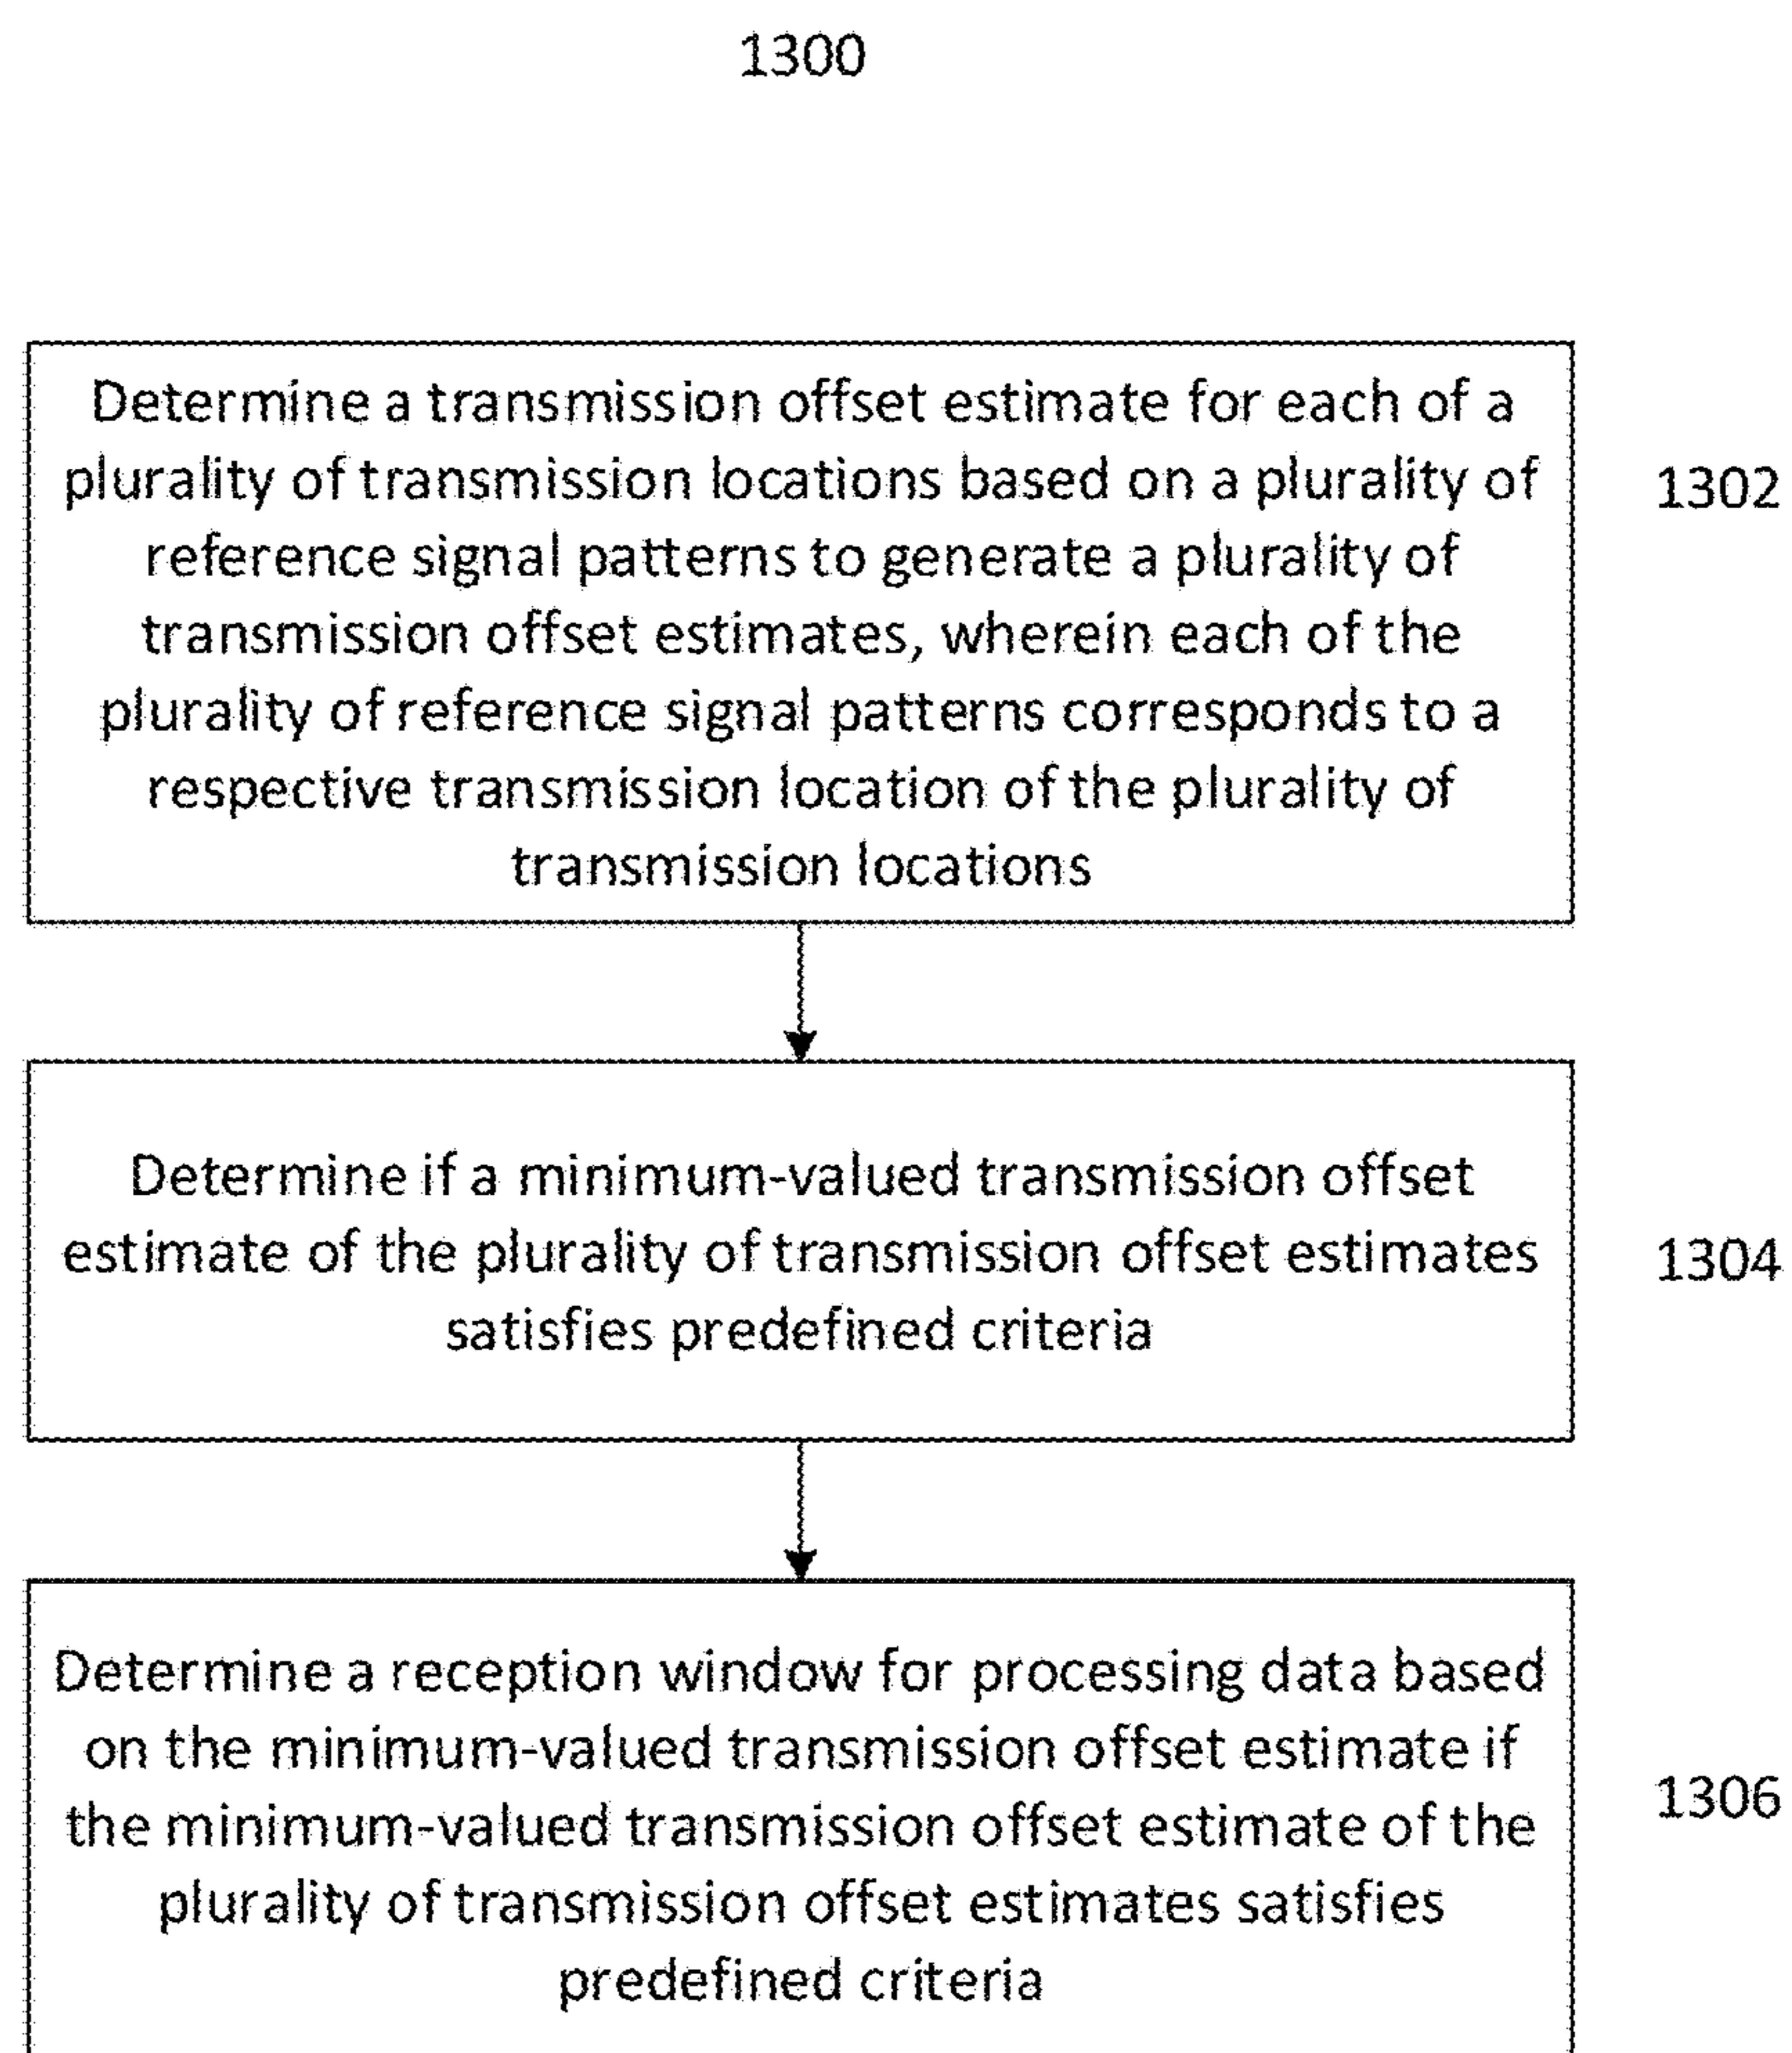 1300
Determine a transmission offset estimate for each of a
plurality of transmission locations based on a plurality of
reference signal patterns to generate a plurality of
transmission offset estimates, wherein each of the
plurality of reference signal patterns corresponds to a
respective transmission location of the plurality of
transmission locations
1302
Determine if a minimum-valued transmission offset
estimate of the plurality of transmission offset estimates
satisfies predefined criteria
1304
Determine a reception window for processing data based
on the minimum-valued transmission offset estimate if
the minimum-valued transmission offset estimate of the
plurality of transmission offset estimates satisfies
predefined criteria
1306